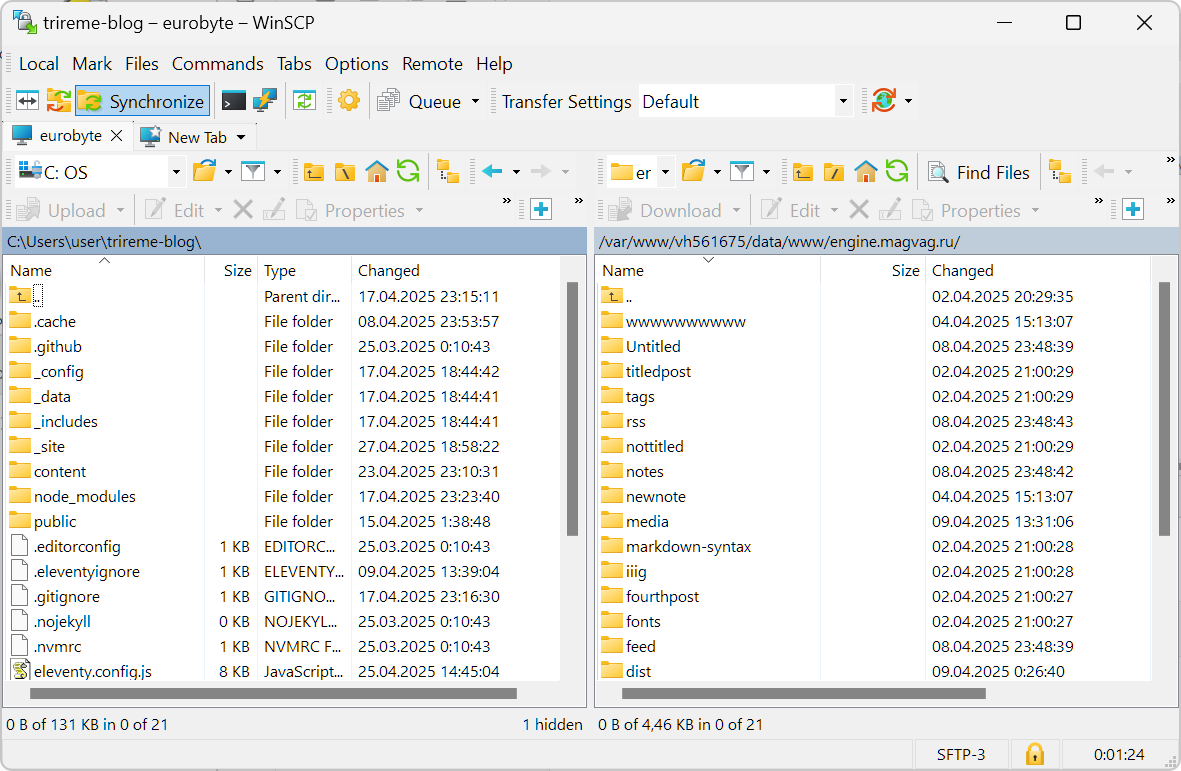 trireme-blog – eurobyte – WinSCP
Local Mark Files Commands Tabs Options Remote Help
Synchronize Queue Transfer Settings Default
eurobyte New Tab
C: OS er Find Files
Upload Edit Properties » » Download Edit Properties » »
C:\Users\user\trireme-blog\ /var/www/vh561675/data/www/engine.magvag.ru/
Name Size Type Changed Name Size Changed
.. Parent dir... 17.04.2025 23:15:11 .. 02.04.2025 20:29:35
.cache File folder 08.04.2025 23:53:57 wwwwwwwwww 04.04.2025 15:13:07
.github File folder 25.03.2025 0:10:43 Untitled 08.04.2025 23:48:39
_config File folder 17.04.2025 18:44:42 titledpost 02.04.2025 21:00:29
_data File folder 17.04.2025 18:44:41 tags 02.04.2025 21:00:29
_includes File folder 17.04.2025 18:44:41 rss 08.04.2025 23:48:43
_site File folder 27.04.2025 18:58:22 nottitled 02.04.2025 21:00:29
content File folder 23.04.2025 23:10:31 notes 08.04.2025 23:48:42
node_modules File folder 17.04.2025 23:23:40 newnote 04.04.2025 15:13:07
public File folder 15.04.2025 1:38:48 media 09.04.2025 13:31:06
.editorconfig 1 KB EDITORC... 25.03.2025 0:10:43 markdown-syntax 02.04.2025 21:00:28
.eleventyignore 1 KB ELEVENTY... 09.04.2025 13:39:04 iiig 02.04.2025 21:00:28
.gitignore 1 KB GITIGNO... 17.04.2025 23:16:30 fourthpost 02.04.2025 21:00:27
.nojekyll 0 KB NOJEKYL... 25.03.2025 0:10:43 fonts 02.04.2025 21:00:27
.nvmrc 1 KB NVMRC F... 25.03.2025 0:10:43 feed 08.04.2025 23:48:39
eleventy.config.js 8 KB JavaScript... 25.04.2025 14:45:04 dist 09.04.2025 0:26:40
0 B of 131 KB in 0 of 21 1 hidden 0 B of 4,46 KB in 0 of 21
SFTP-3 0:01:24